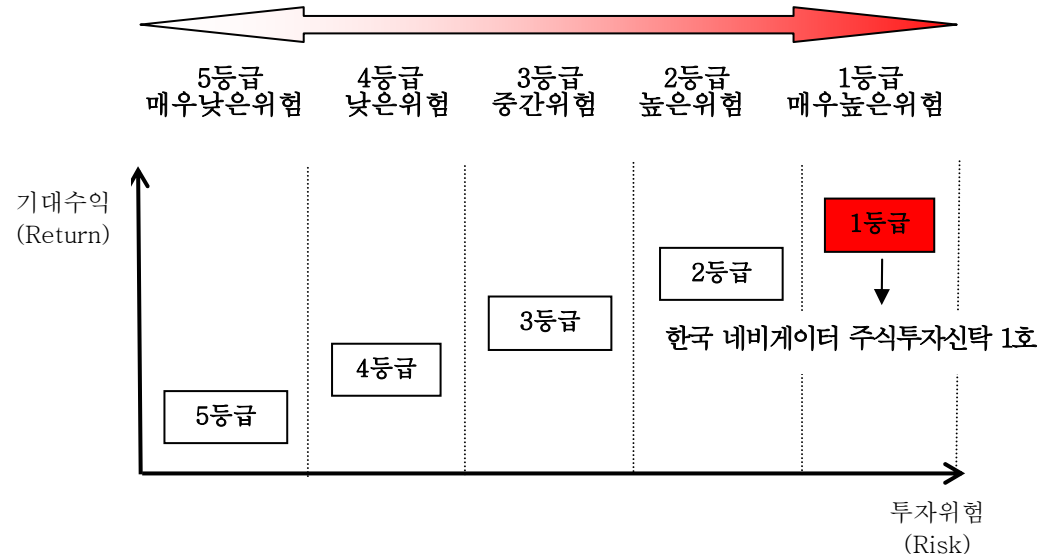 5등급 4등급 3등급 2등급 1등급
매우낮은위험 낮은위험 중간위험 높은위험 매우높은위험
기대수익
(Return)
1등급
2등급
3등급
한국 네비게이터 주식투자신탁 1호
4등급
5등급
투자위험
(Risk)